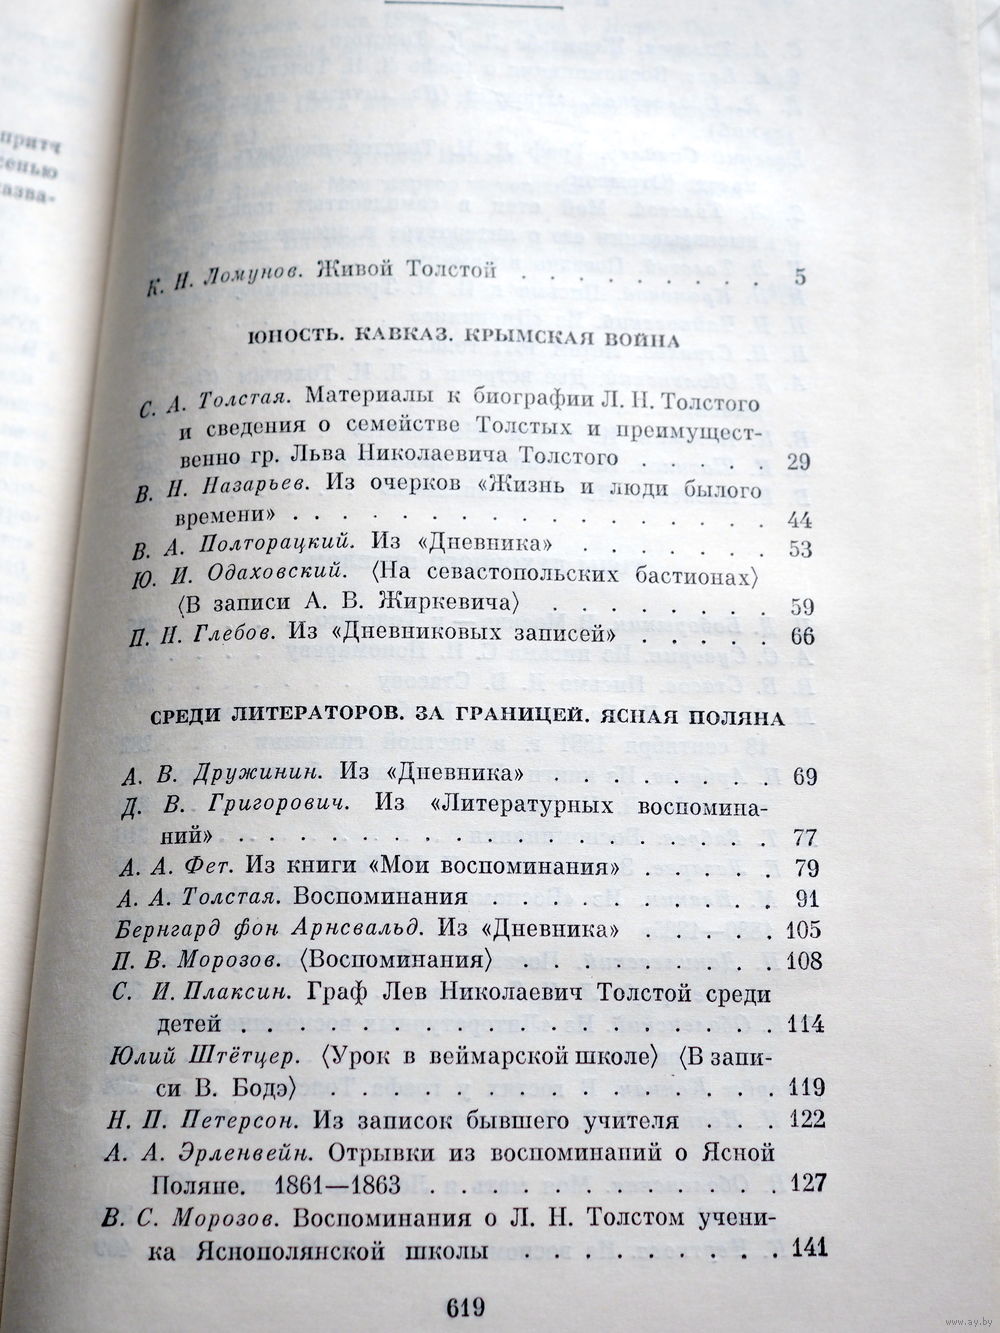 притч
сенью
азва-
К. Н. Ломунов. Живой Толстой . . . . . . . . . 5
ЮНОСТЬ. КАВКАЗ. КРЫМСКАЯ ВОЙНА
С. А. Толстая. Материалы к биографии Л. Н. Толстого
и сведения о семействе Толстых и преимущест-
венно гр. Льва Николаевича Толстого . . . . . 29
В. Н. Назарьев. Из очерков «Жизнь и люди былого
времени» . . . . . . . . . . . . . . . . . 44
В. А. Полторацкий. Из «Дневника» . . . . . . . 53
Ю. И. Одаховский. ⟨На севастопольских бастионах⟩
⟨В записи А. В. Жиркевича⟩ . . . . . . . . 59
П. Н. Глебов. Из «Дневниковых записей» . . . . . 66
СРЕДИ ЛИТЕРАТОРОВ. ЗА ГРАНИЦЕЙ. ЯСНАЯ ПОЛЯНА
А. В. Дружинин. Из «Дневника» . . . . . . . . 69
Д. В. Григорович. Из «Литературных воспомина-
ний» . . . . . . . . . . . . . . . . . . . 77
А. А. Фет. Из книги «Мои воспоминания» . . . . . 79
А. А. Толстая. Воспоминания . . . . . . . . . . 91
Бернгард фон Арнсвальд. Из «Дневника» . . . . . 105
П. В. Морозов. ⟨Воспоминания⟩ . . . . . . . . . 108
С. И. Плаксин. Граф Лев Николаевич Толстой среди
детей . . . . . . . . . . . . . . . . . . . 114
Юлий Штётцер. ⟨Урок в веймарской школе⟩ ⟨В запи-
си В. Бодэ⟩ . . . . . . . . . . . . . . . . 119
Н. П. Петерсон. Из записок бывшего учителя . . . 122
А. А. Эрленвейн. Отрывки из воспоминаний о Ясной
Поляне. 1861—1863 . . . . . . . . . . . . 127
В. С. Морозов. Воспоминания о Л. Н. Толстом учени-
ка Яснополянской школы . . . . . . . . . 141
619
www.ay.by